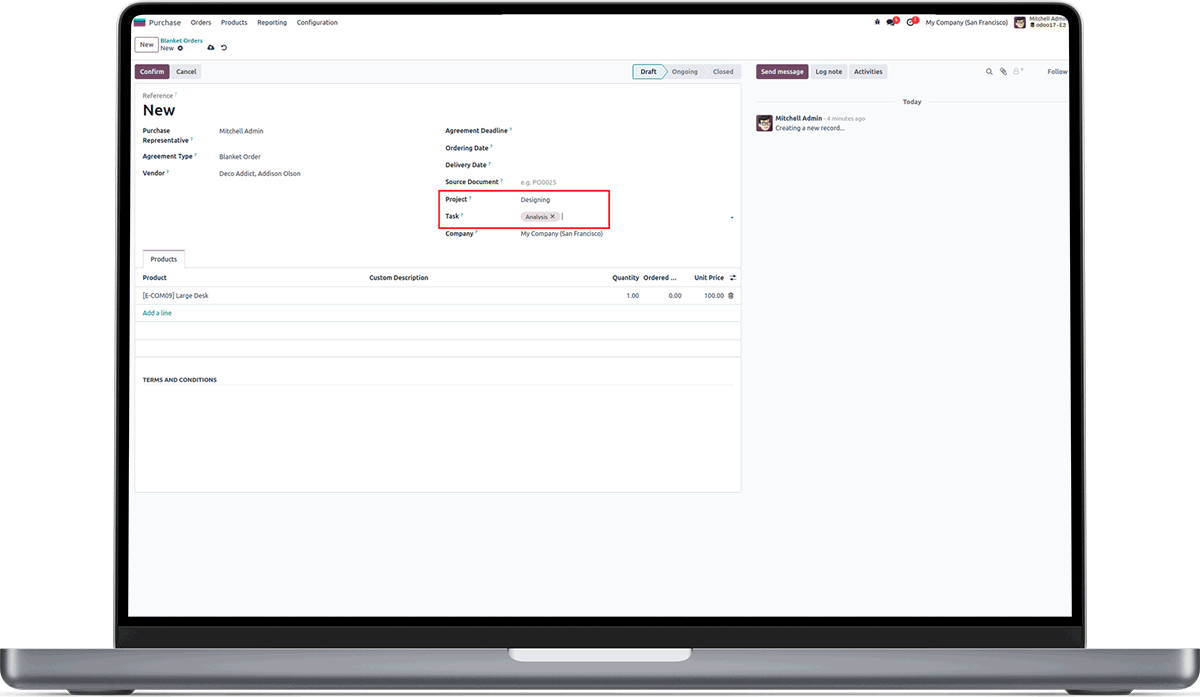 Purchase Orders Products Reporting Configuration
5 7 My Company (San Francisco) Mitchell Admin
odoo17-E2
New Blanket Orders
New
Confirm Cancel Draft Ongoing Closed Send message Log note Activities Follow
Reference ?
New
Purchase Representative ? Mitchell Admin
Agreement Type ? Blanket Order
Vendor ? Deco Addict, Addison Olson
Agreement Deadline ?
Ordering Date ?
Delivery Date ?
Source Document ? e.g. PO0025
Project ? Designing
Task ? Analysis ×
Company ? My Company (San Francisco)
Today
Mitchell Admin - 4 minutes ago
Creating a new record...
Products
Product Custom Description Quantity Ordered ... Unit Price
[E-COM09] Large Desk 1.00 0.00 100.00
Add a line
TERMS AND CONDITIONS